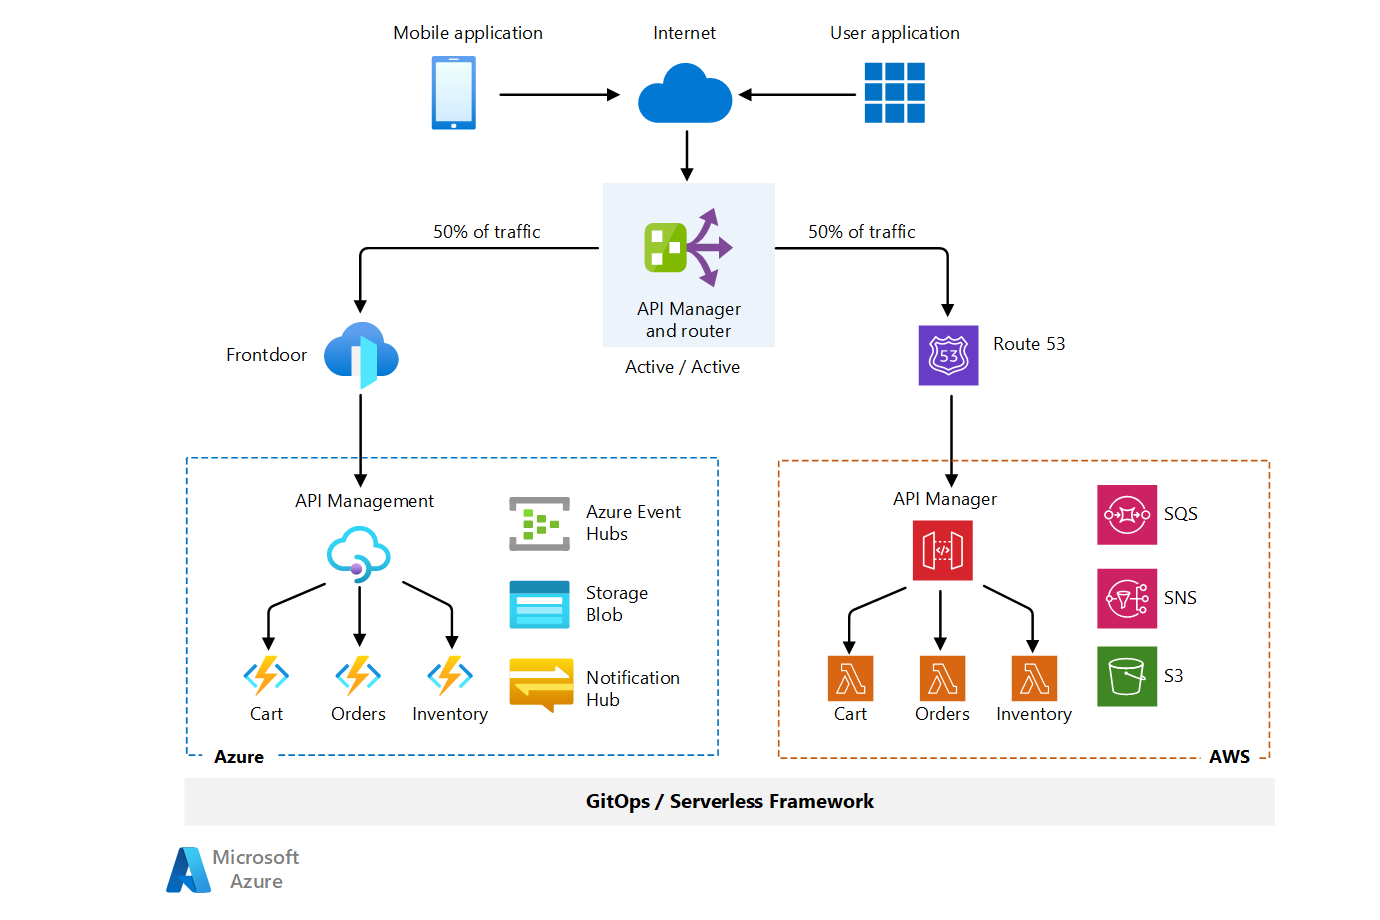 Mobile application
Internet
User application
50% of traffic
50% of traffic
API Manager
and router
Active / Active
Frontdoor
Route 53
53
API Management
Azure Event
Hubs
Storage
Blob
Notification
Hub
Cart
Orders
Inventory
Azure
API Manager
</>
SQS
SNS
S3
Cart
Orders
Inventory
AWS
GitOps / Serverless Framework
Microsoft
Azure